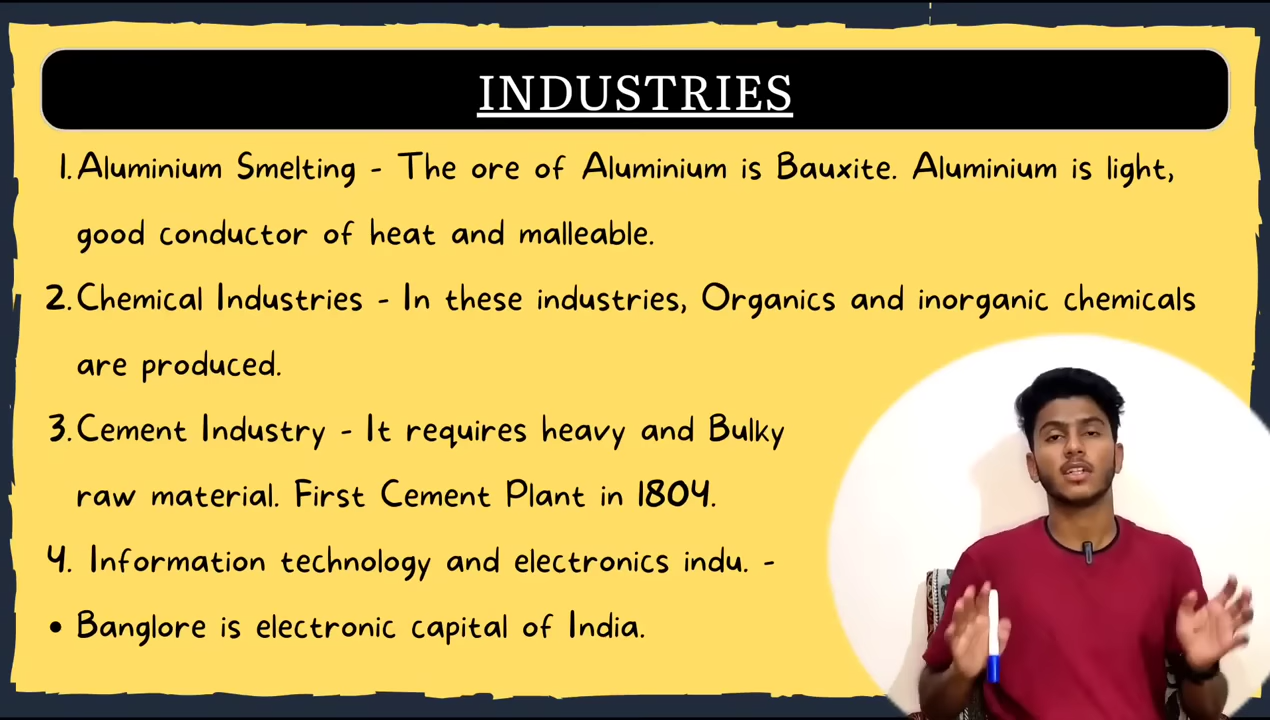 INDUSTRIES
1. Aluminium Smelting - The ore of Aluminium is Bauxite. Aluminium is light,
good conductor of heat and malleable.
2. Chemical Industries - In these industries, Organics and inorganic chemicals
are produced.
3. Cement Industry - It requires heavy and Bulky
raw material. First Cement Plant in 1804.
4. Information technology and electronics indu. -
• Banglore is electronic capital of India.